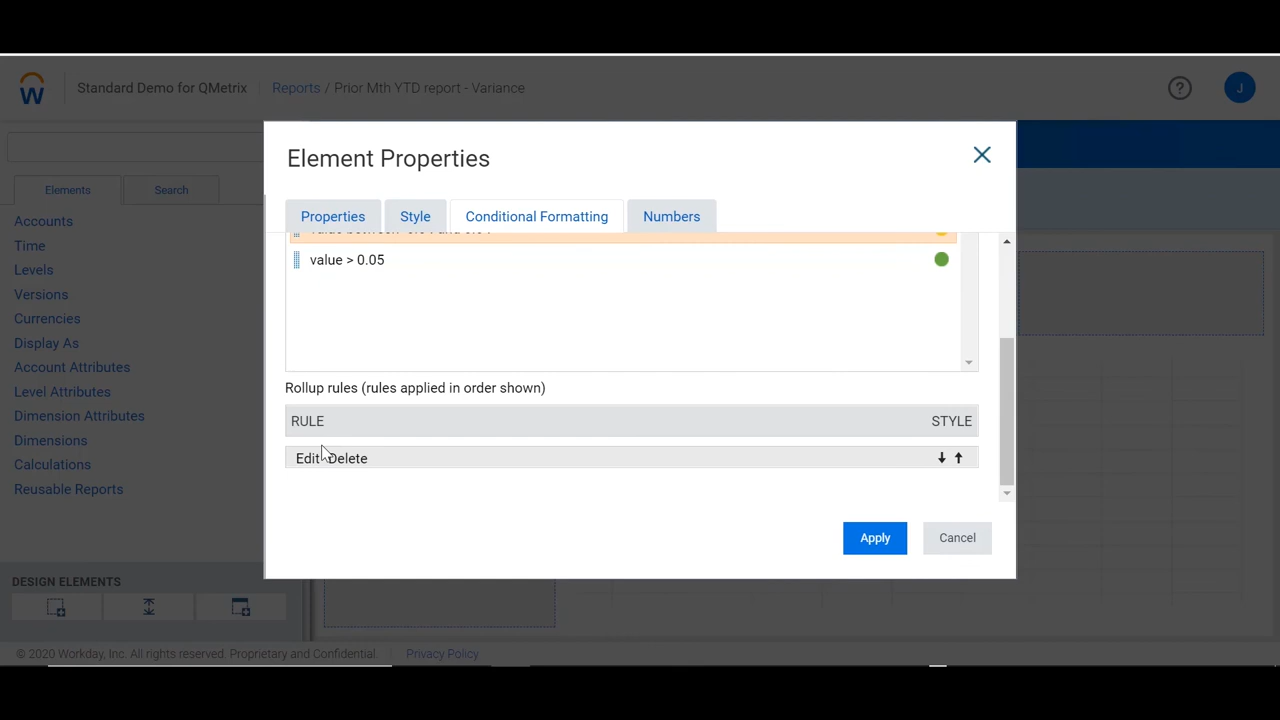 Standard Demo for QMetrix
Reports / Prior Mth YTD report - Variance
J
Element Properties
Elements
Search
Properties
Style
Conditional Formatting
Numbers
Accounts
Time
Levels
Versions
Currencies
Display As
Account Attributes
Level Attributes
Dimension Attributes
Dimensions
Calculations
Reusable Reports
value > 0.05
Rollup rules (rules applied in order shown)
RULE
STYLE
Edit Delete
Apply
Cancel
DESIGN ELEMENTS
© 2020 Workday, Inc. All rights reserved. Proprietary and Confidential.
Privacy Policy